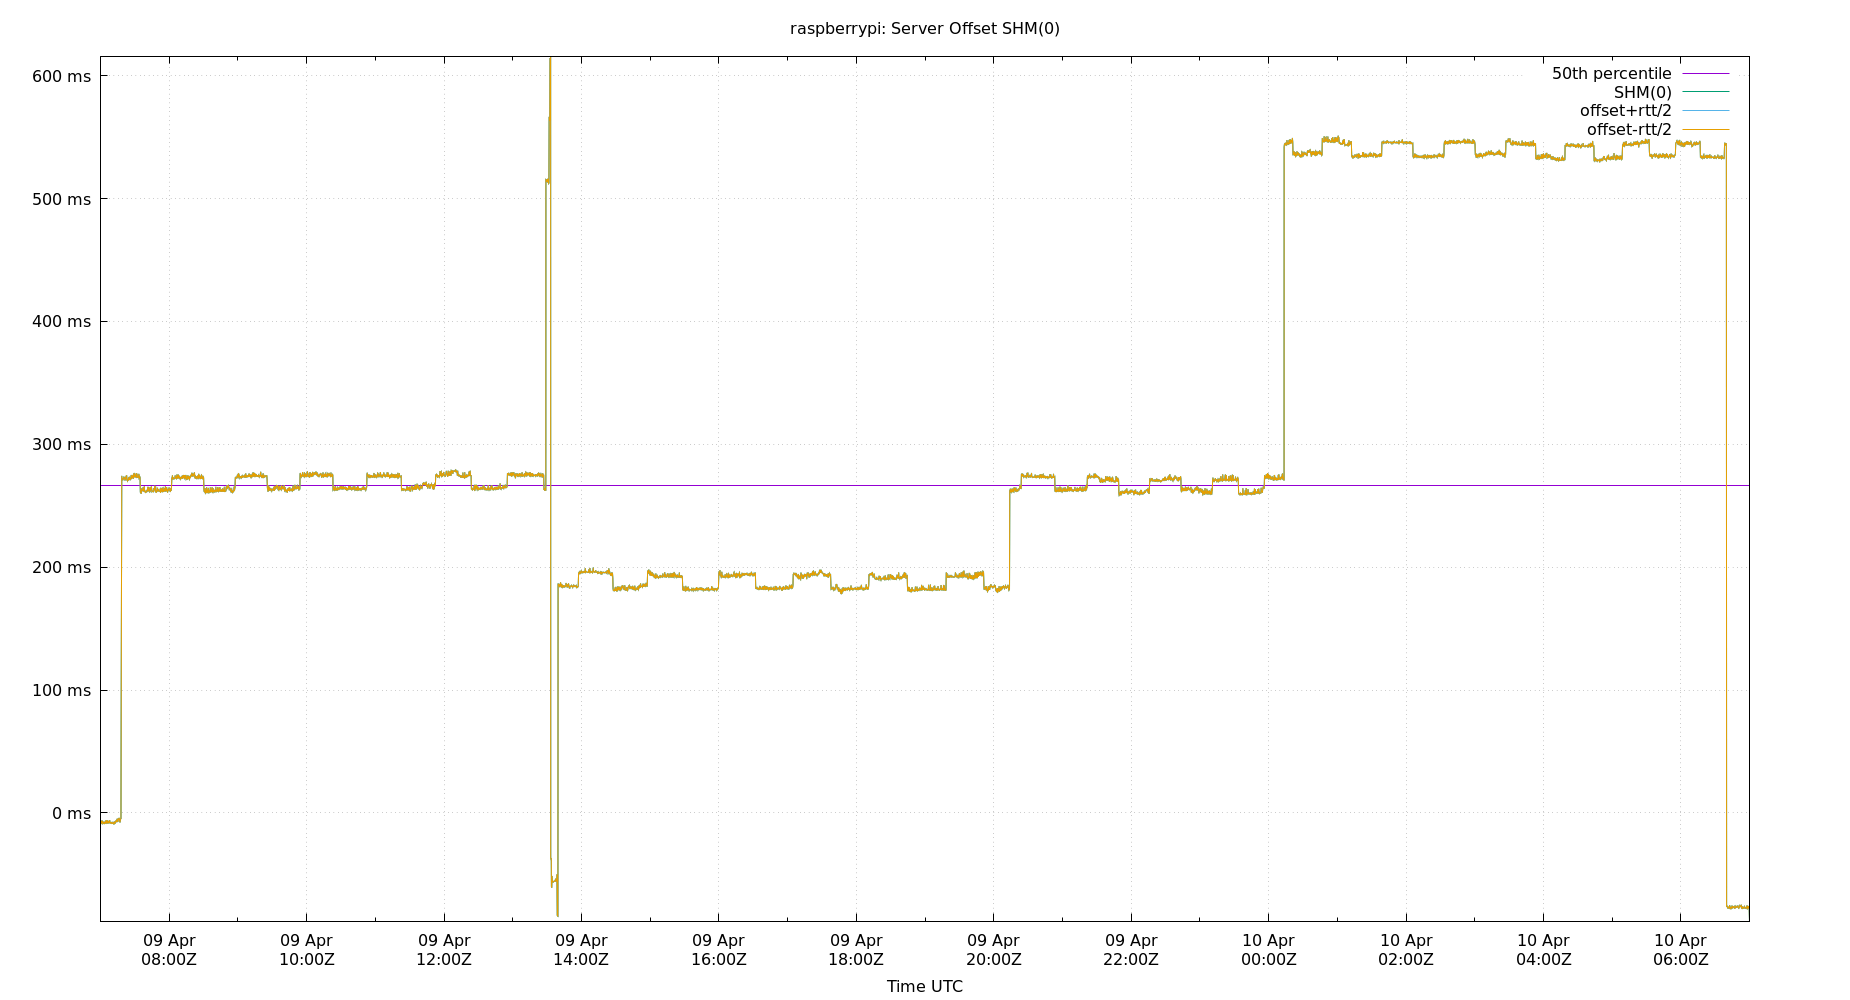 raspberrypi: Server Offset SHM(0)
600 ms
500 ms
400 ms
300 ms
200 ms
100 ms
0 ms
50th percentile
SHM(0)
offset+rtt/2
offset-rtt/2
09 Apr
08:00Z
09 Apr
10:00Z
09 Apr
12:00Z
09 Apr
14:00Z
09 Apr
16:00Z
09 Apr
18:00Z
09 Apr
20:00Z
09 Apr
22:00Z
10 Apr
00:00Z
10 Apr
02:00Z
10 Apr
04:00Z
10 Apr
06:00Z
Time UTC